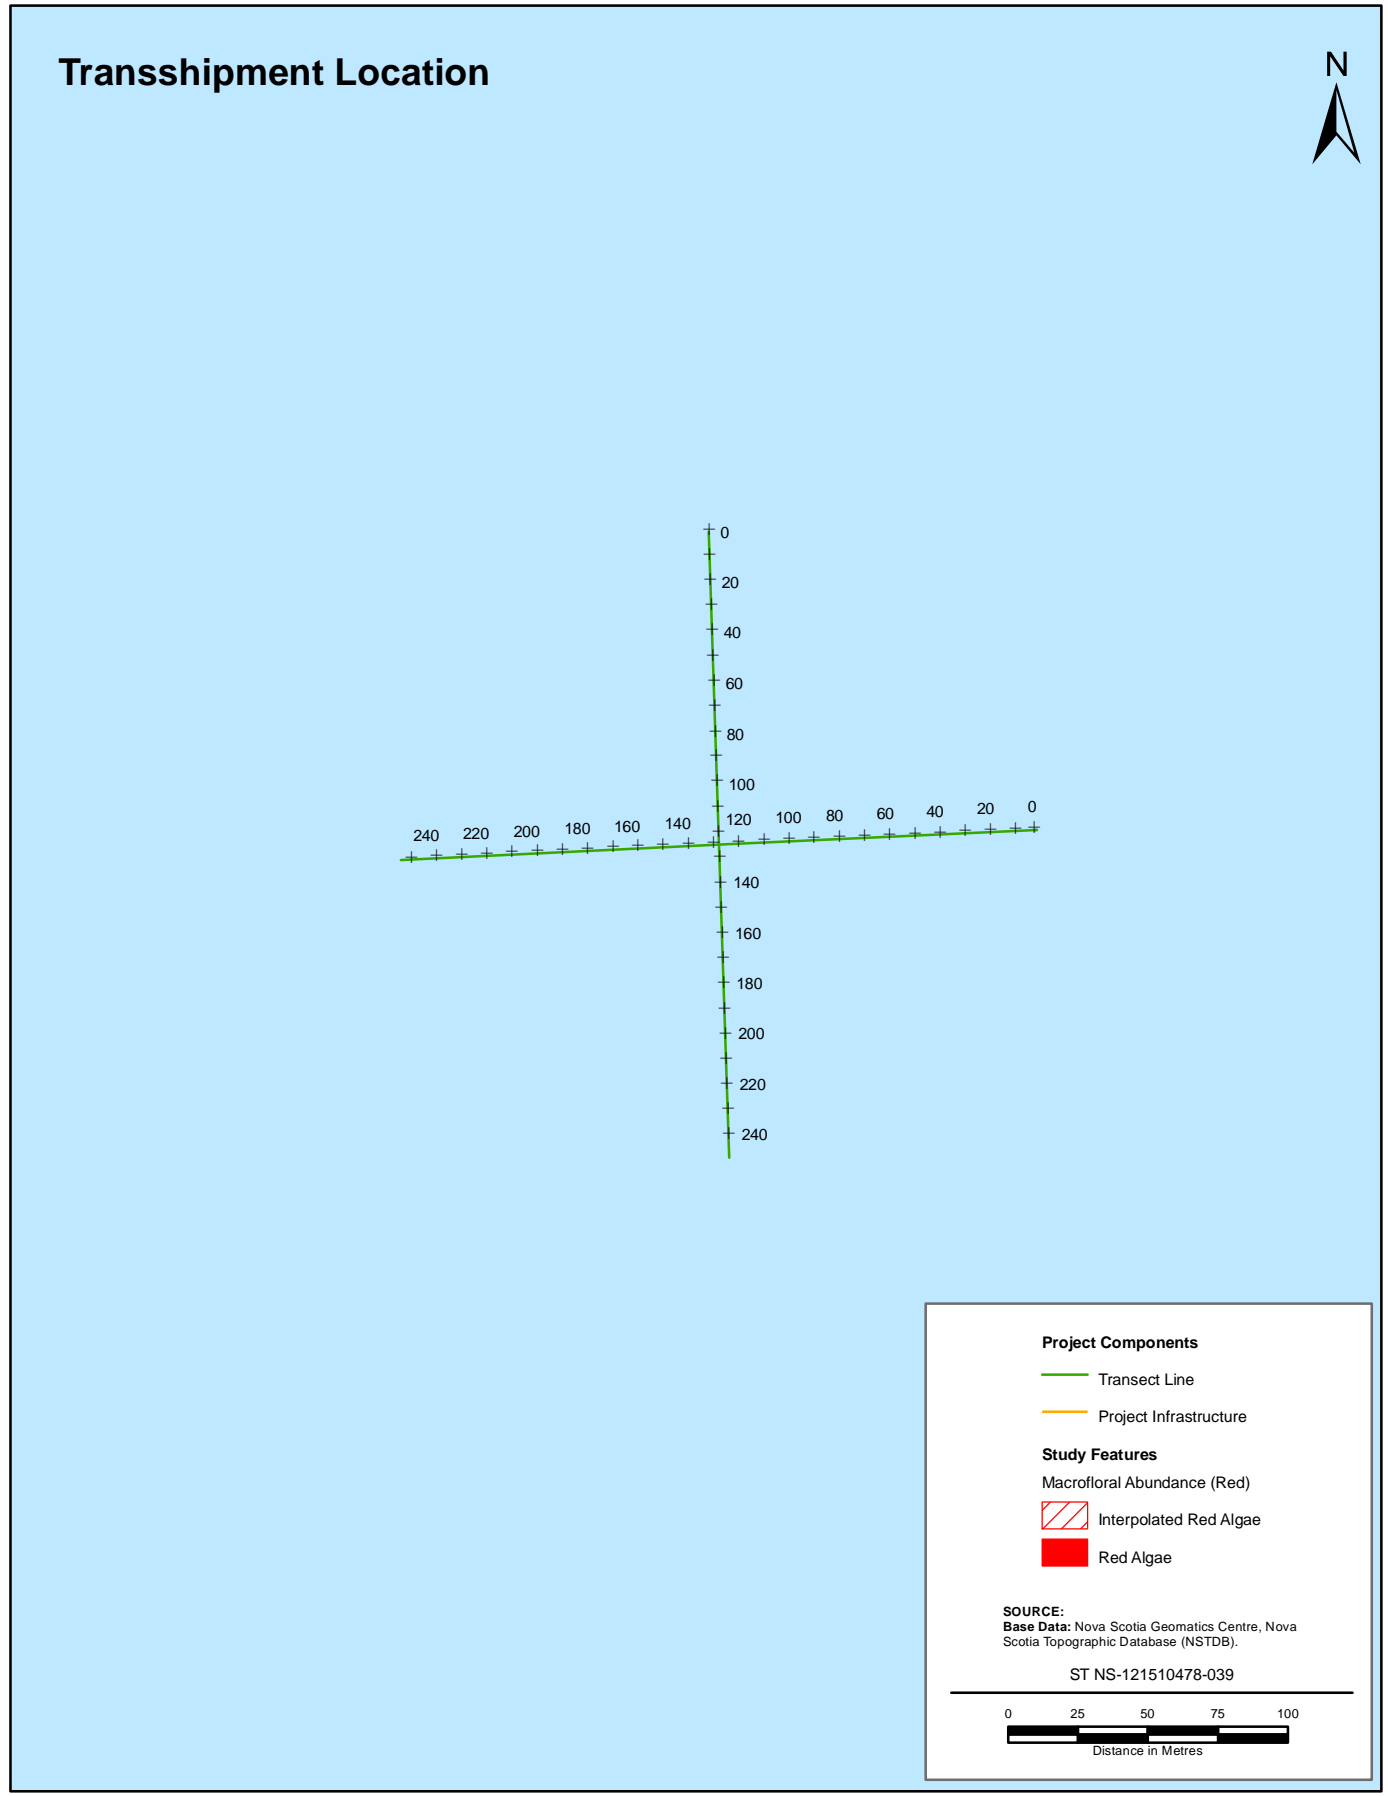 Transshipment Location
N
0
20
40
60
80
100
240 220 200 180 160 140 120 100 80 60 40 20 0
140
160
180
200
220
240
Project Components
Transect Line
Project Infrastructure
Study Features
Macrofloral Abundance (Red)
Interpolated Red Algae
Red Algae
SOURCE:
Base Data: Nova Scotia Geomatics Centre, Nova
Scotia Topographic Database (NSTDB).
ST NS-121510478-039
0 25 50 75 100
Distance in Metres